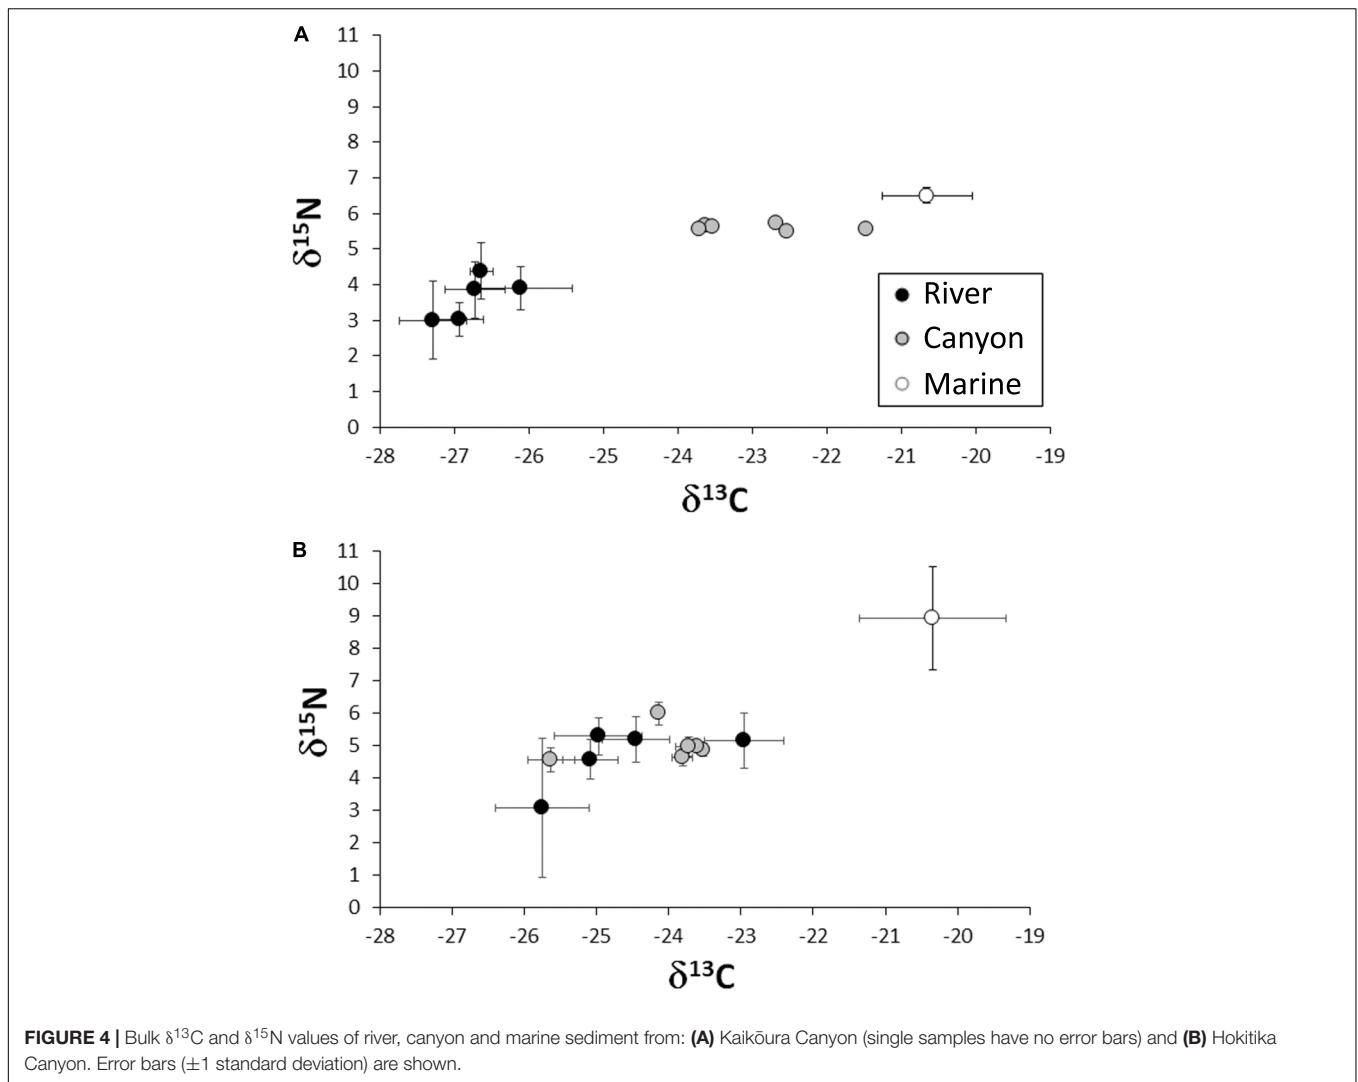 A
11
10
9
8
7
6
5
4
3
2
1
0
δ15N
-28 -27 -26 -25 -24 -23 -22 -21 -20 -19
δ13C
River
Canyon
Marine
B
11
10
9
8
7
6
5
4
3
2
1
0
δ15N
-28 -27 -26 -25 -24 -23 -22 -21 -20 -19
δ13C
FIGURE 4 | Bulk δ13C and δ15N values of river, canyon and marine sediment from: (A) Kaikōura Canyon (single samples have no error bars) and (B) Hokitika
Canyon. Error bars (±1 standard deviation) are shown.